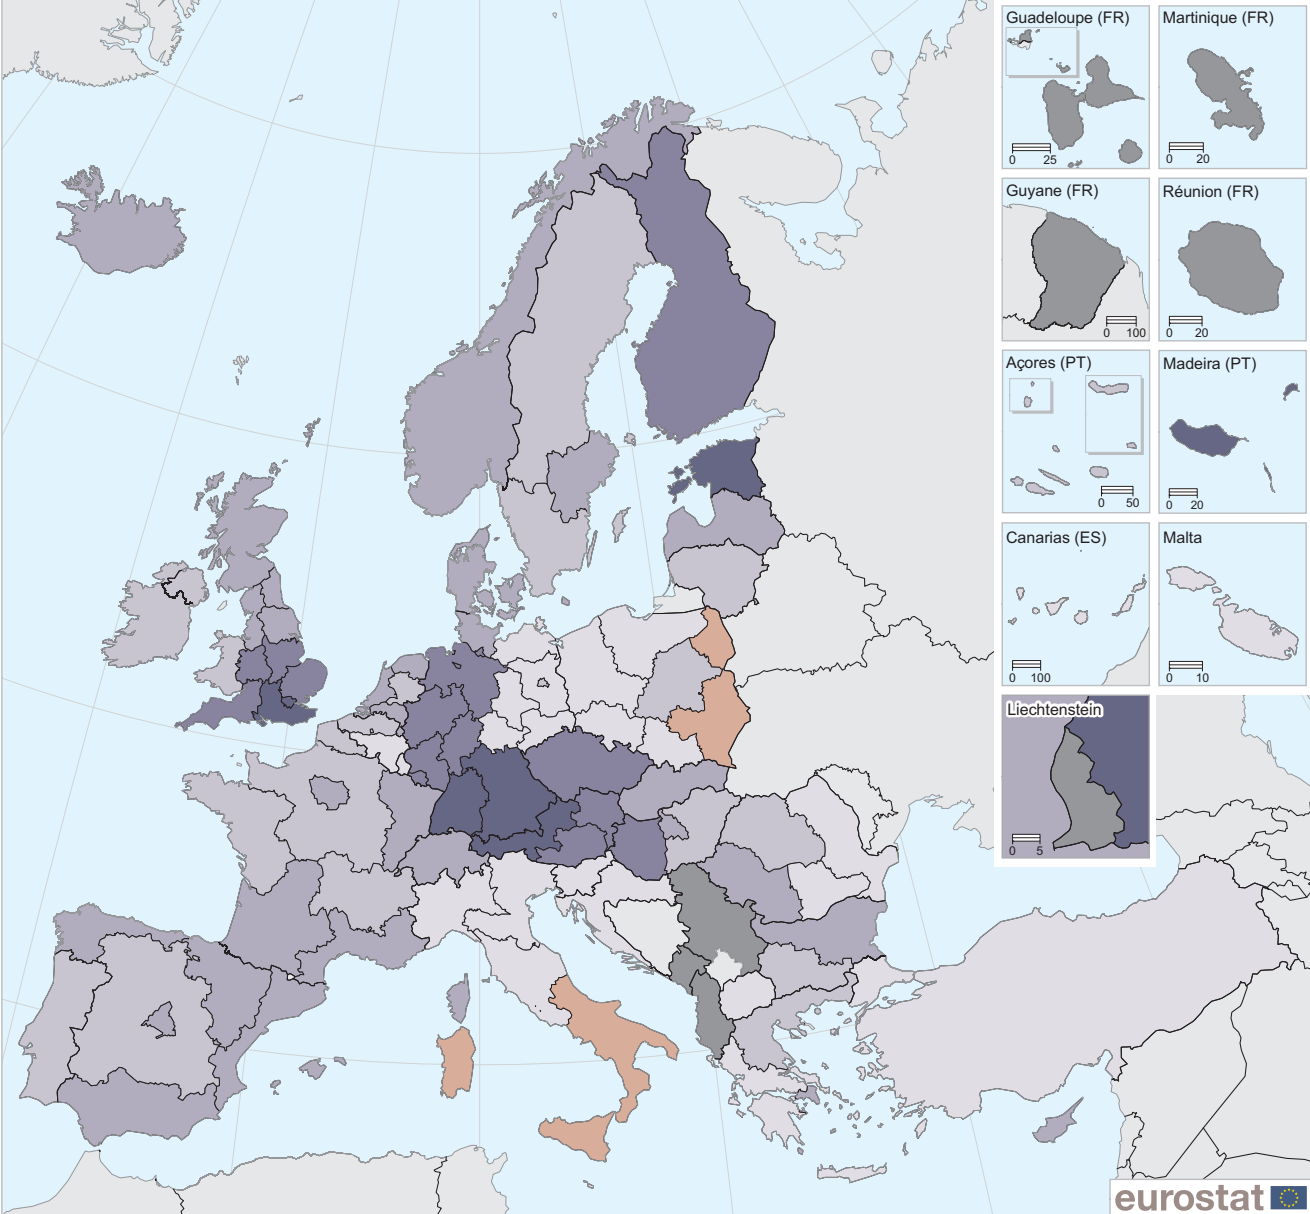 Guadeloupe (FR)
0 25
Martinique (FR)
0 20
Guyane (FR)
0 100
Réunion (FR)
0 20
Açores (PT)
0 50
Madeira (PT)
0 20
Canarias (ES)
0 100
Malta
0 10
Liechtenstein
0 5
eurostat